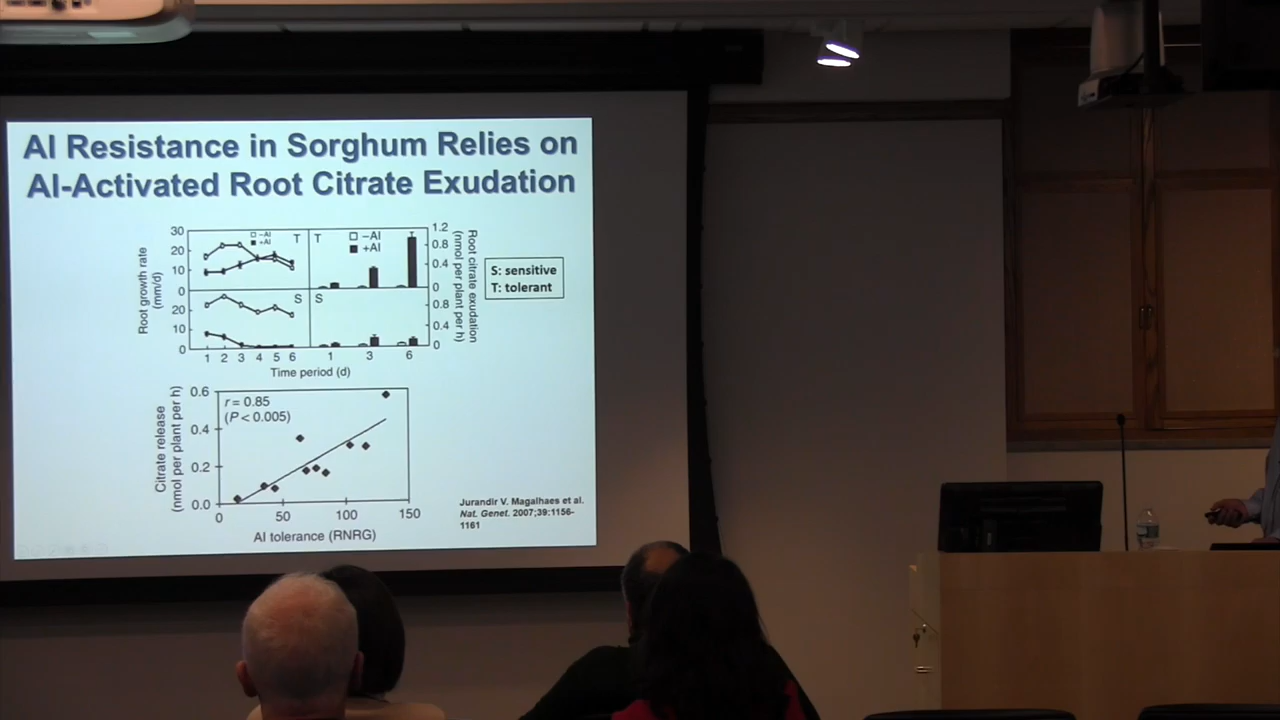 Al Resistance in Sorghum Relies on
Al-Activated Root Citrate Exudation
Root growth rate
(mm/d)
30
20
10
0
20
10
0
–Al
+Al
T
S
T
–Al
+Al
S
1.2
0.8
0.4
0
0.8
0.4
0
Root citrate exudation
(nmol per plant per h)
1 2 3 4 5 6
1 3 6
Time period (d)
S: sensitive
T: tolerant
Citrate release
(nmol per plant per h)
0.6
0.4
0.2
0.0
r = 0.85
(P < 0.005)
0 50 100 150
Al tolerance (RNRG)
Jurandir V. Magalhaes et al.
Nat. Genet. 2007;39:1156-
1161